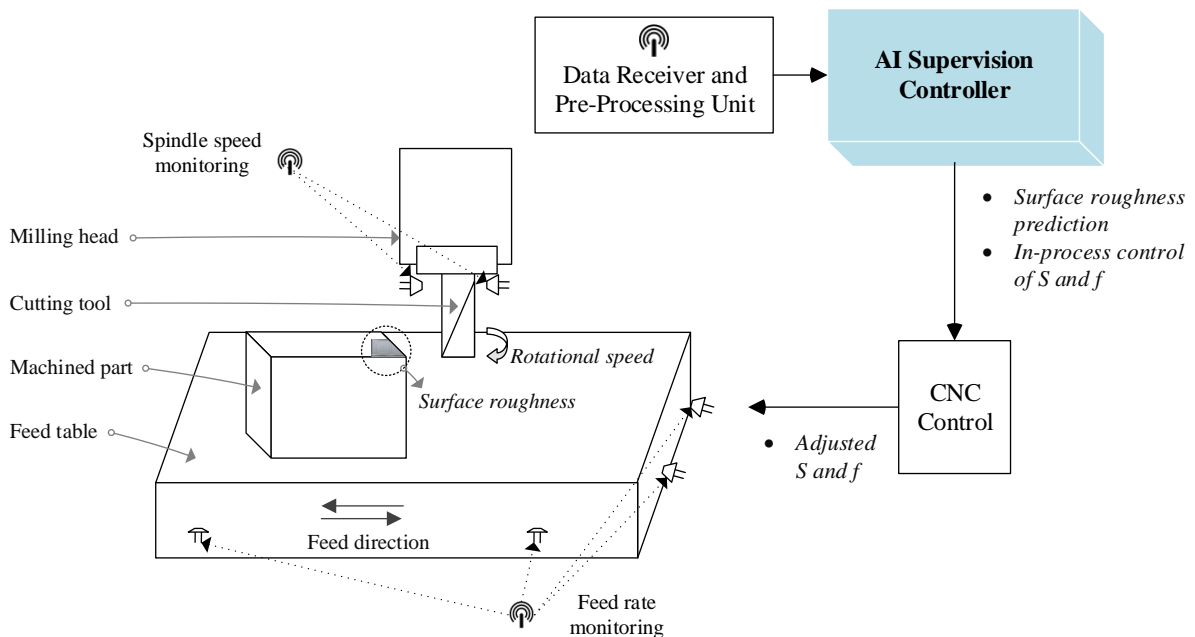 Data Receiver and
Pre-Processing Unit
AI Supervision
Controller
Spindle speed
monitoring
Milling head
Cutting tool
Machined part
Feed table
Rotational speed
Surface roughness
Feed direction
Feed rate
monitoring
• Surface roughness
prediction
• In-process control
of S and f
CNC
Control
• Adjusted
S and f